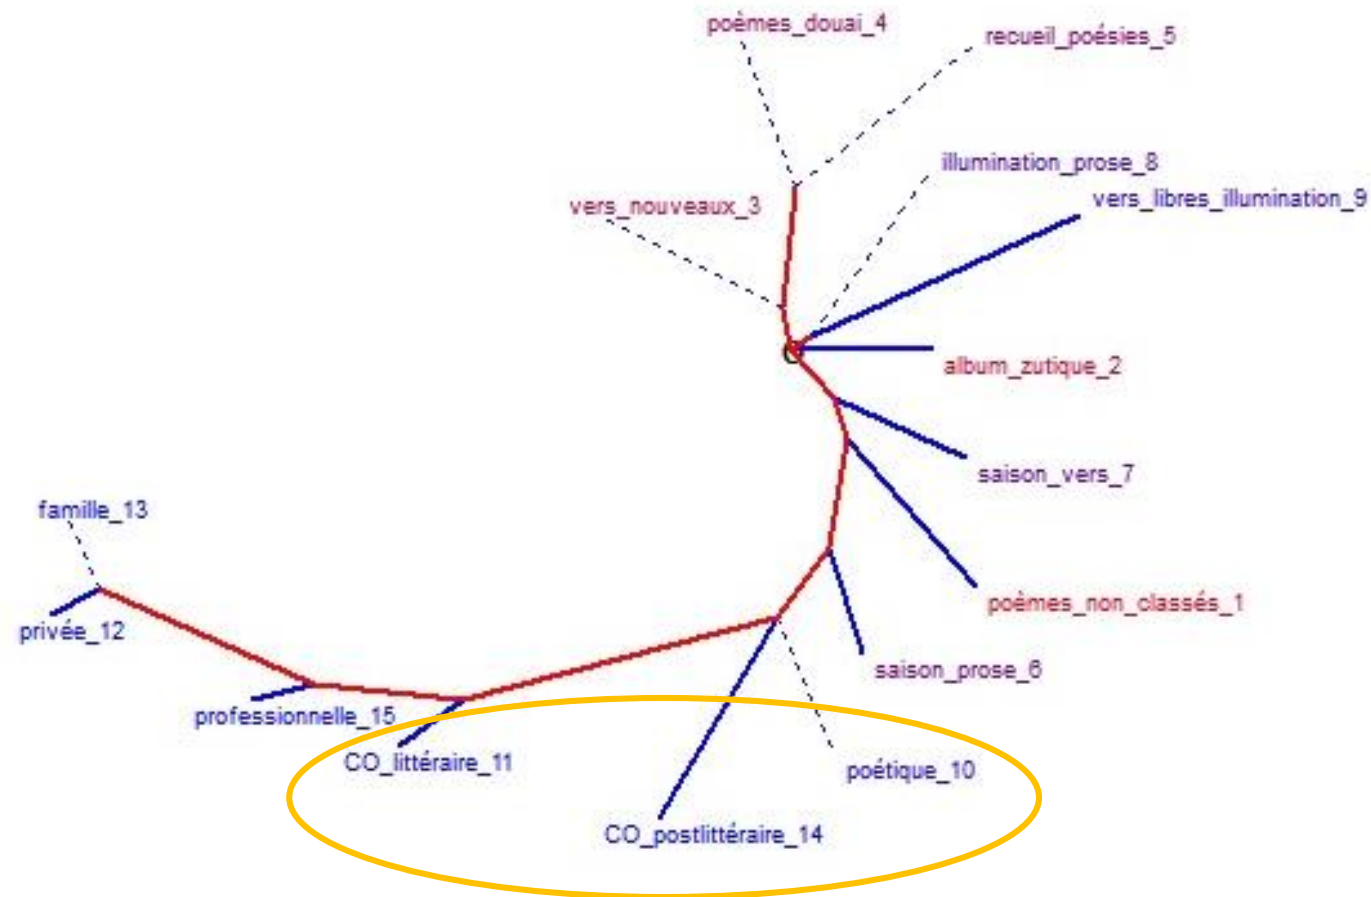 poèmes_douai_4
recueil_poésies_5
illumination_prose_8
vers_libres_illumination_9
vers_nouveaux_3
album_zutique_2
saison_vers_7
famille_13
poèmes_non_classés_1
privée_12
saison_prose_6
professionnelle_15
CO_littéraire_11
poétique_10
CO_postlittéraire_14